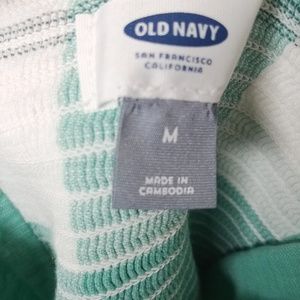 OLD NAVY
SAN FRANCISCO
CALIFORNIA
M
MADE IN
CAMBODIA